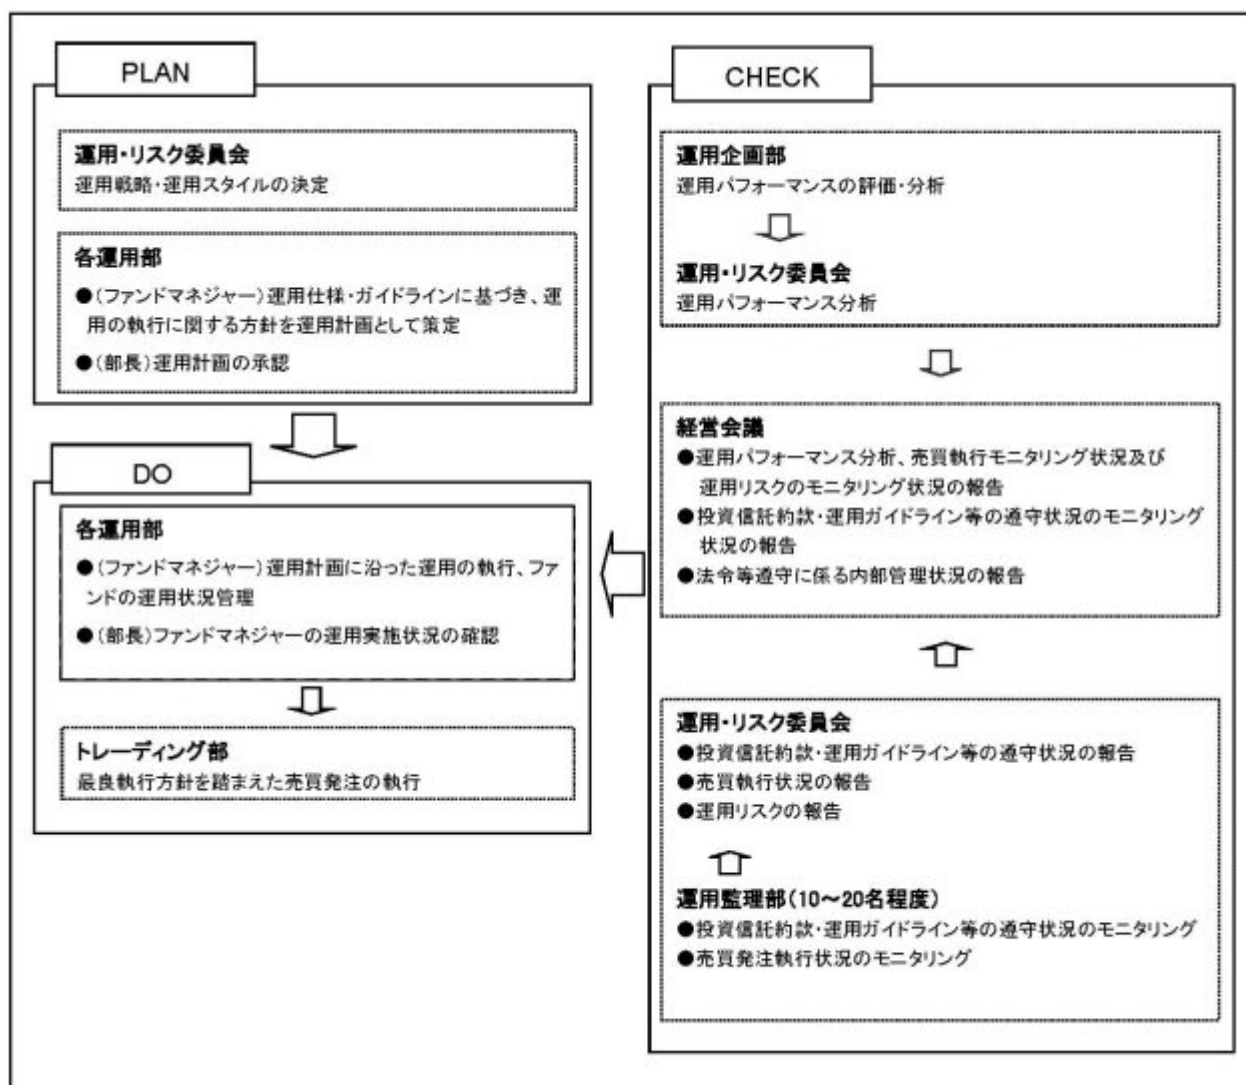 PLAN
運用・リスク委員会
運用戦略・運用スタイルの決定
各運用部
●(ファンドマネジャー)運用仕様・ガイドラインに基づき、運
用の執行に関する方針を運用計画として策定
●(部長)運用計画の承認
DO
各運用部
●(ファンドマネジャー)運用計画に沿った運用の執行、ファ
ンドの運用状況管理
●(部長)ファンドマネジャーの運用実施状況の確認
トレーディング部
最良執行方針を踏まえた売買発注の執行
CHECK
運用企画部
運用パフォーマンスの評価・分析
運用・リスク委員会
運用パフォーマンス分析
経営会議
●運用パフォーマンス分析、売買執行モニタリング状況及び
運用リスクのモニタリング状況の報告
●投資信託約款・運用ガイドライン等の遵守状況のモニタリング
状況の報告
●法令等遵守に係る内部管理状況の報告
運用・リスク委員会
●投資信託約款・運用ガイドライン等の遵守状況の報告
●売買執行状況の報告
●運用リスクの報告
運用監理部(10～20名程度)
●投資信託約款・運用ガイドライン等の遵守状況のモニタリング
●売買発注執行状況のモニタリング